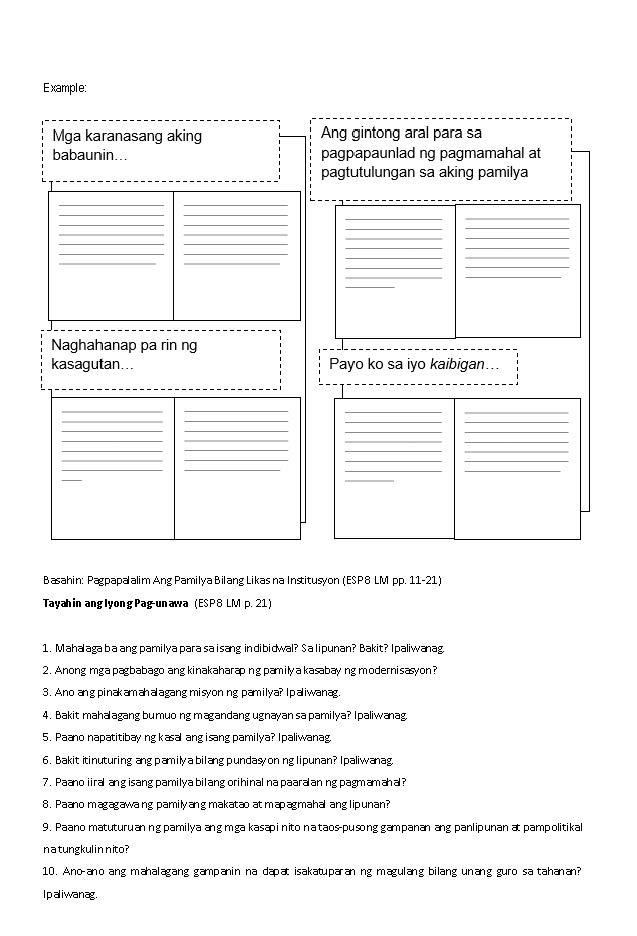 Example:
Mga karanasang aking
babaunin…
Ang gintong aral para sa
pagpapaunlad ng pagmamahal at
pagtutulungan sa aking pamilya
Naghahanap pa rin ng
kasagutan…
Payo ko sa iyo kaibigan…
Basahin: Pagpapalalim Ang Pamilya Bilang Likas na Institusyon (ESP8 LM pp. 11-21)
Tayahin ang Iyong Pag-unawa (ESP8 LM p. 21)
1. Mahalaga ba ang pamilya para sa isang indibidwal? Sa lipunan? Bakit? Ipaliwanag.
2. Anong mga pagbabago ang kinakaharap ng pamilya kasabay ng modernisasyon?
3. Ano ang pinakamahalagang misyon ng pamilya? Ipaliwanag.
4. Bakit mahalagang bumuo ng magandang ugnayan sa pamilya? Ipaliwanag.
5. Paano napatitibay ng kasal ang isang pamilya? Ipaliwanag.
6. Bakit itinuturing ang pamilya bilang pundasyon ng lipunan? Ipaliwanag.
7. Paano iiral ang isang pamilya bilang orihinal na paaralan ng pagmamahal?
8. Paano magagawa ng pamilyang makatao at mapagmahal ang lipunan?
9. Paano matuturuan ng pamilya ang mga kasapi nito na taos-pusong gampanan ang panlipunan at pampolitikal
na tungkulin nito?
10. Ano-ano ang mahalagang gampanin na dapat isakatuparan ng magulang bilang unang guro sa tahanan?
Ipaliwanag.